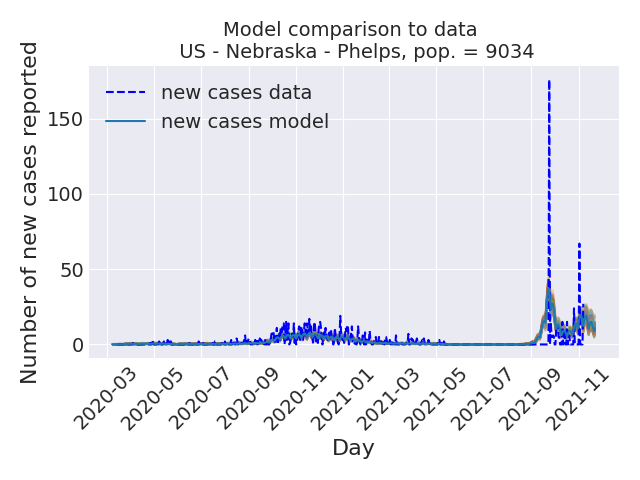 Model comparison to data
US - Nebraska - Phelps, pop. = 9034
Number of new cases reported
new cases data
new cases model
150
100
50
0
2020-03
2020-05
2020-07
2020-09
2020-11
2021-01
2021-03
2021-05
2021-07
2021-09
2021-11
Day